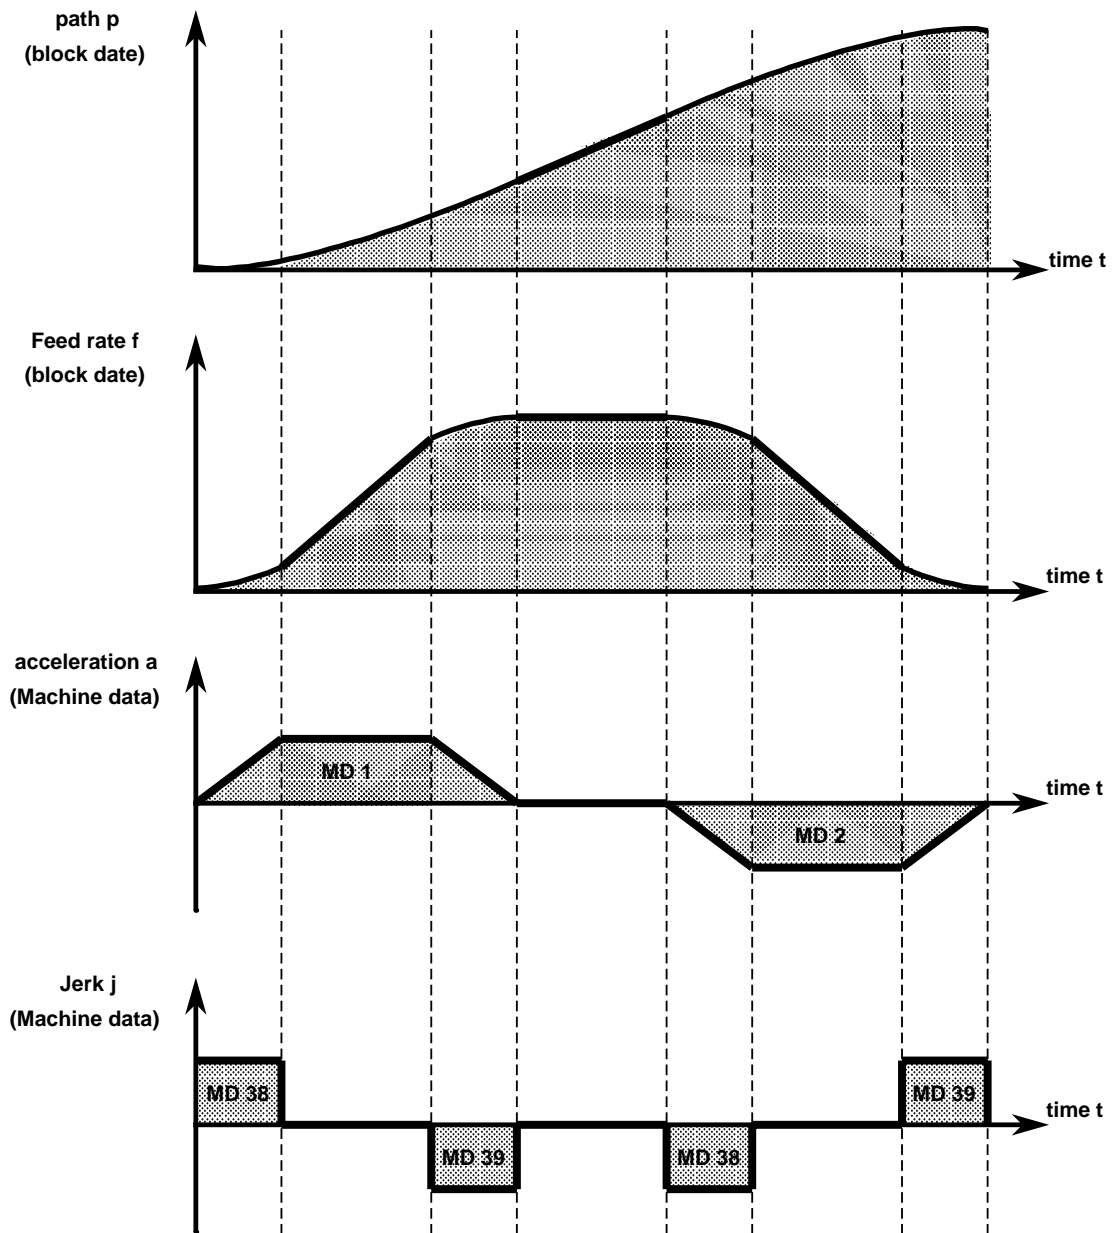 path p
(block date)
time t
Feed rate f
(block date)
time t
acceleration a
(Machine data)
MD 1
time t
MD 2
Jerk j
(Machine data)
MD 38
MD 39
time t
MD 39
MD 38